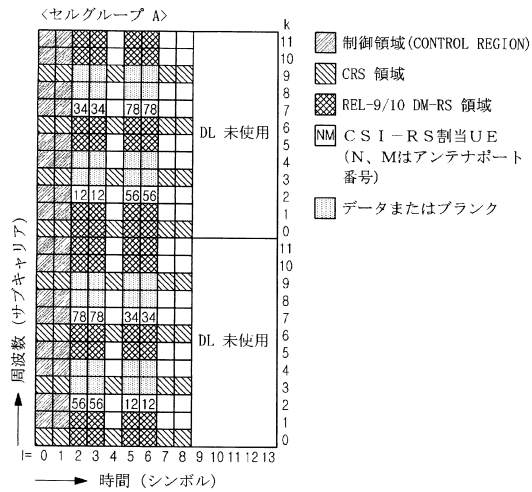 <セルグループ A>
k
11
10
9
8
34 34 78 78 7
6
5
DL 未使用
4
3
12 12 56 56 2
1
0
11
10
9
8
78 78 34 34 7
6
DL 未使用
5
4
3
56 56 12 12 2
1
0
l= 0 1 2 3 4 5 6 7 8 9 10 11 12 13
時間 (シンボル)
周波数 (サブキャリア)
制御領域(CONTROL REGION)
CRS 領域
REL-9/10 DM-RS 領域
NM CSI-RS割当UE
(N、Mはアンテナポート
番号)
データまたはブランク